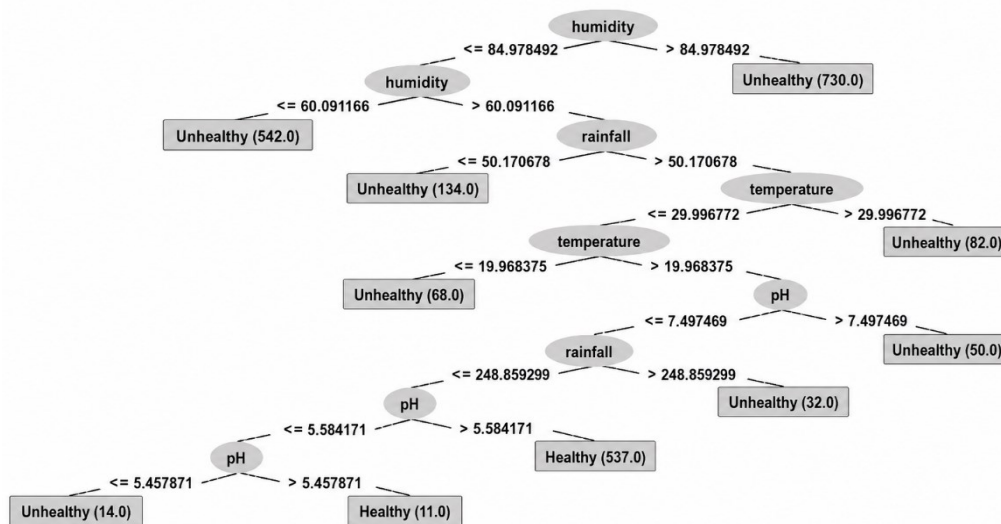 humidity
<= 84.978492 > 84.978492
humidity Unhealthy (730.0)
<= 60.091166 > 60.091166
Unhealthy (542.0) rainfall
<= 50.170678 > 50.170678
Unhealthy (134.0) temperature
<= 29.996772 > 29.996772
temperature Unhealthy (82.0)
<= 19.968375 > 19.968375
Unhealthy (68.0) pH
<= 7.497469 > 7.497469
rainfall Unhealthy (50.0)
<= 248.859299 > 248.859299
pH Unhealthy (32.0)
<= 5.584171 > 5.584171
pH Healthy (537.0)
<= 5.457871 > 5.457871
Unhealthy (14.0) Healthy (11.0)